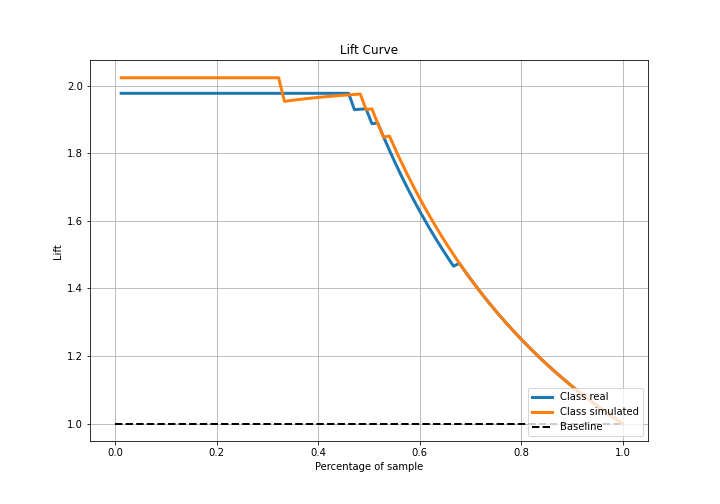 Lift Curve
Lift
2.0
1.8
1.6
1.4
1.2
1.0
0.0 0.2 0.4 0.6 0.8 1.0
Percentage of sample
Class real
Class simulated
Baseline